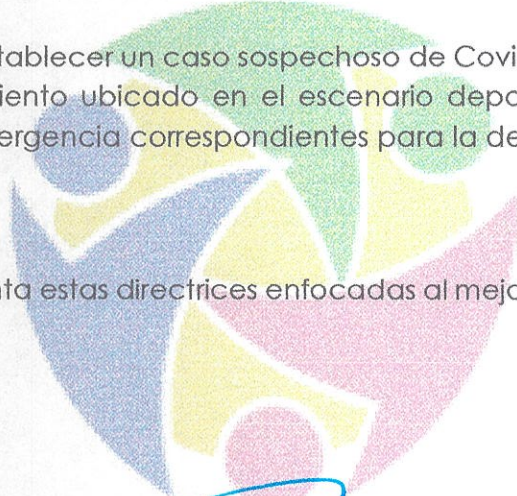 tablecer un caso sospechoso de Covi
iento ubicado en el escenario depo
ergencia correspondientes para la de
nta estas directrices enfocadas al mejo